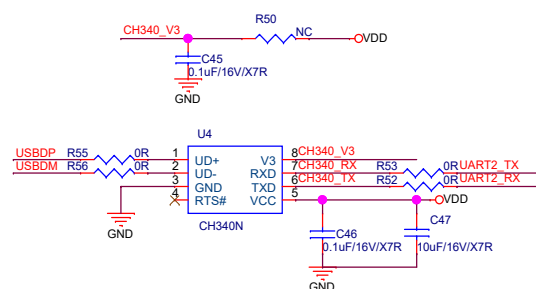 CH340_V3
R50
NC
VDD
C45
0.1uF/16V/X7R
GND
U4
USBDP R55 0R 1 UD+ V3 8 CH340_V3
USBDM R56 0R 2 UD- RXD 7 CH340_RX R53 0R UART2_TX
3 GND TXD 6 CH340_TX R52 0R UART2_RX
4 RTS# VCC 5 VDD
GND
CH340N
C46
0.1uF/16V/X7R
C47
10uF/16V/X7R
GND